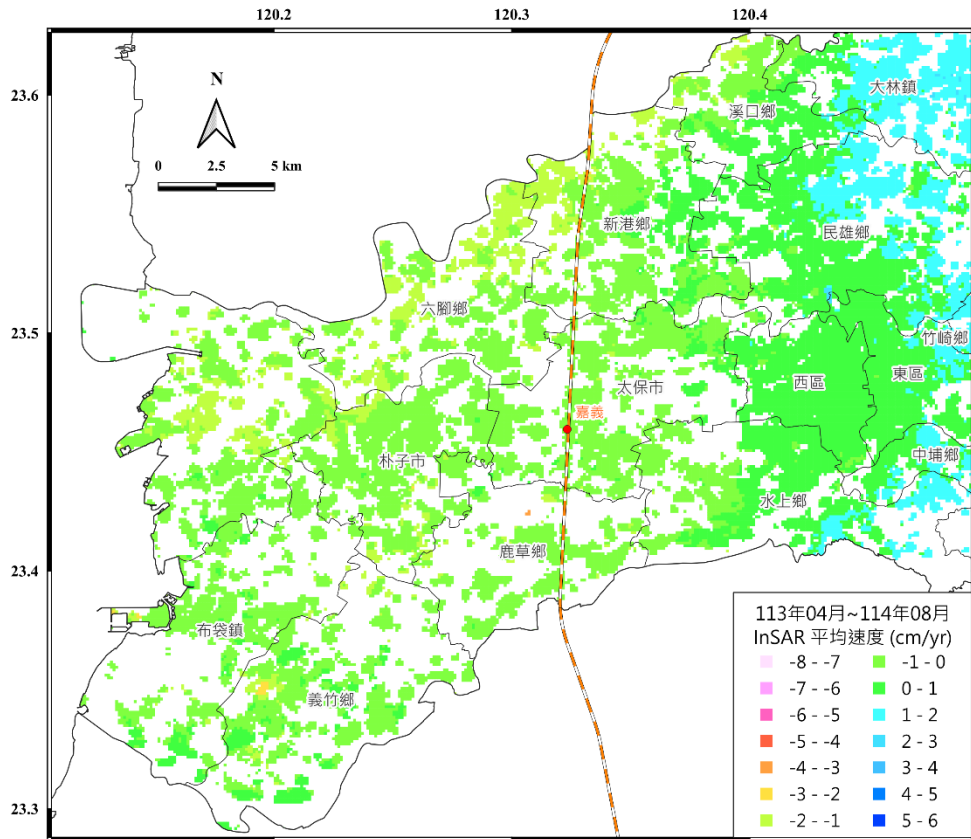 120.2 120.3 120.4
23.6
23.5
23.4
23.3
N
0 2.5 5 km
大林鎮
溪口鄉
新港鄉
民雄鄉
六腳鄉
竹崎鄉
太保市
西區
東區
嘉義
朴子市
中埔鄉
水上鄉
鹿草鄉
布袋鎮
義竹鄉
113年04月~114年08月
InSAR 平均速度 (cm/yr)
-8 - -7 -1 - 0
-7 - -6 0 - 1
-6 - -5 1 - 2
-5 - -4 2 - 3
-4 - -3 3 - 4
-3 - -2 4 - 5
-2 - -1 5 - 6